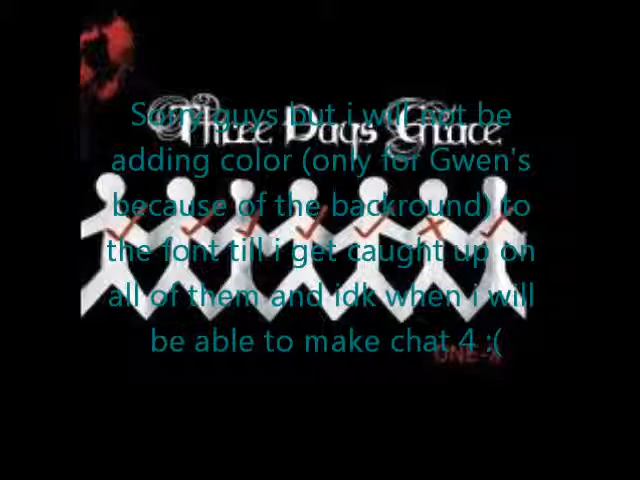 Sorry guys but i will not be
Three Days Grace
adding color (only for Gwen's
because of the backround) to
the font till i get caught up on
all of them and idk when i will
be able to make chat 4 :(
ONE-X